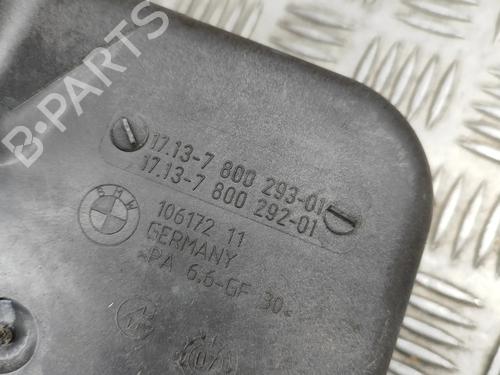 B-PARTS
17.13-7 800 293-01
17.13-7 800 292-01
BMW
106172 11
GERMANY
>PA 6.6-GF 30<